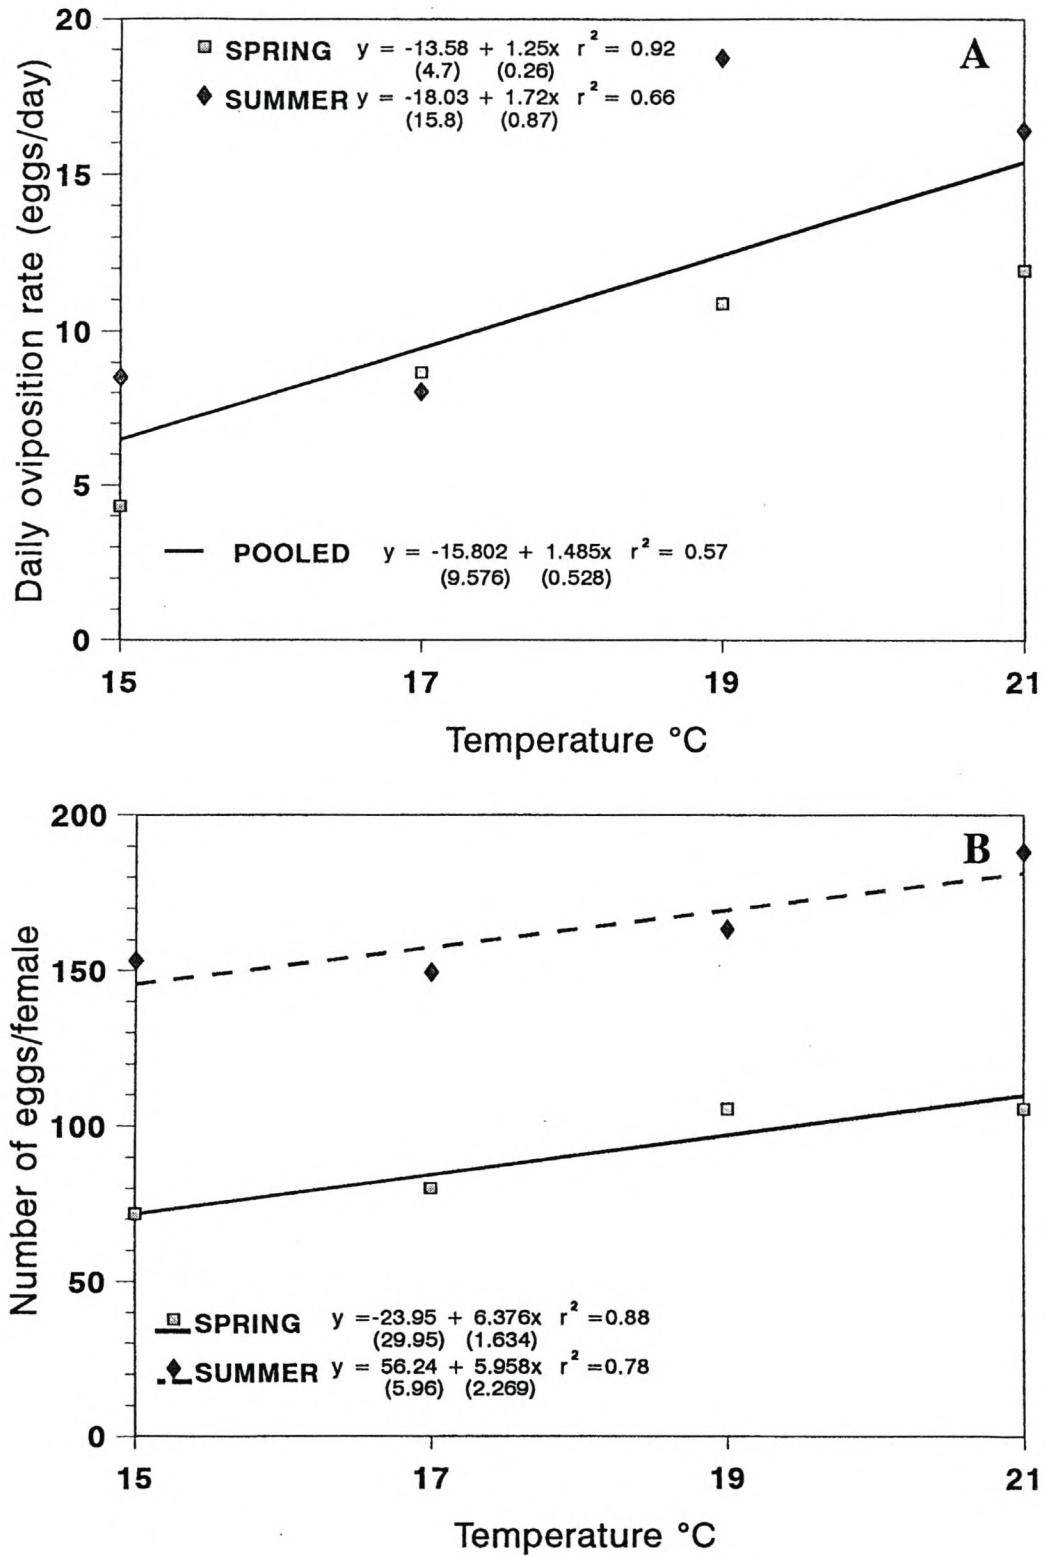 20
SPRING y = -13.58 + 1.25x r² = 0.92
(4.7) (0.26)
SUMMER y = -18.03 + 1.72x r² = 0.66
(15.8) (0.87)
A
15
10
5
0
Daily oviposition rate (eggs/day)
POOLED y = -15.802 + 1.485x r² = 0.57
(9.576) (0.528)
15 17 19 21
Temperature °C
200
B
150
100
50
0
Number of eggs/female
SPRING y =-23.95 + 6.376x r² =0.88
(29.95) (1.634)
SUMMER y = 56.24 + 5.958x r² =0.78
(5.96) (2.269)
15 17 19 21
Temperature °C